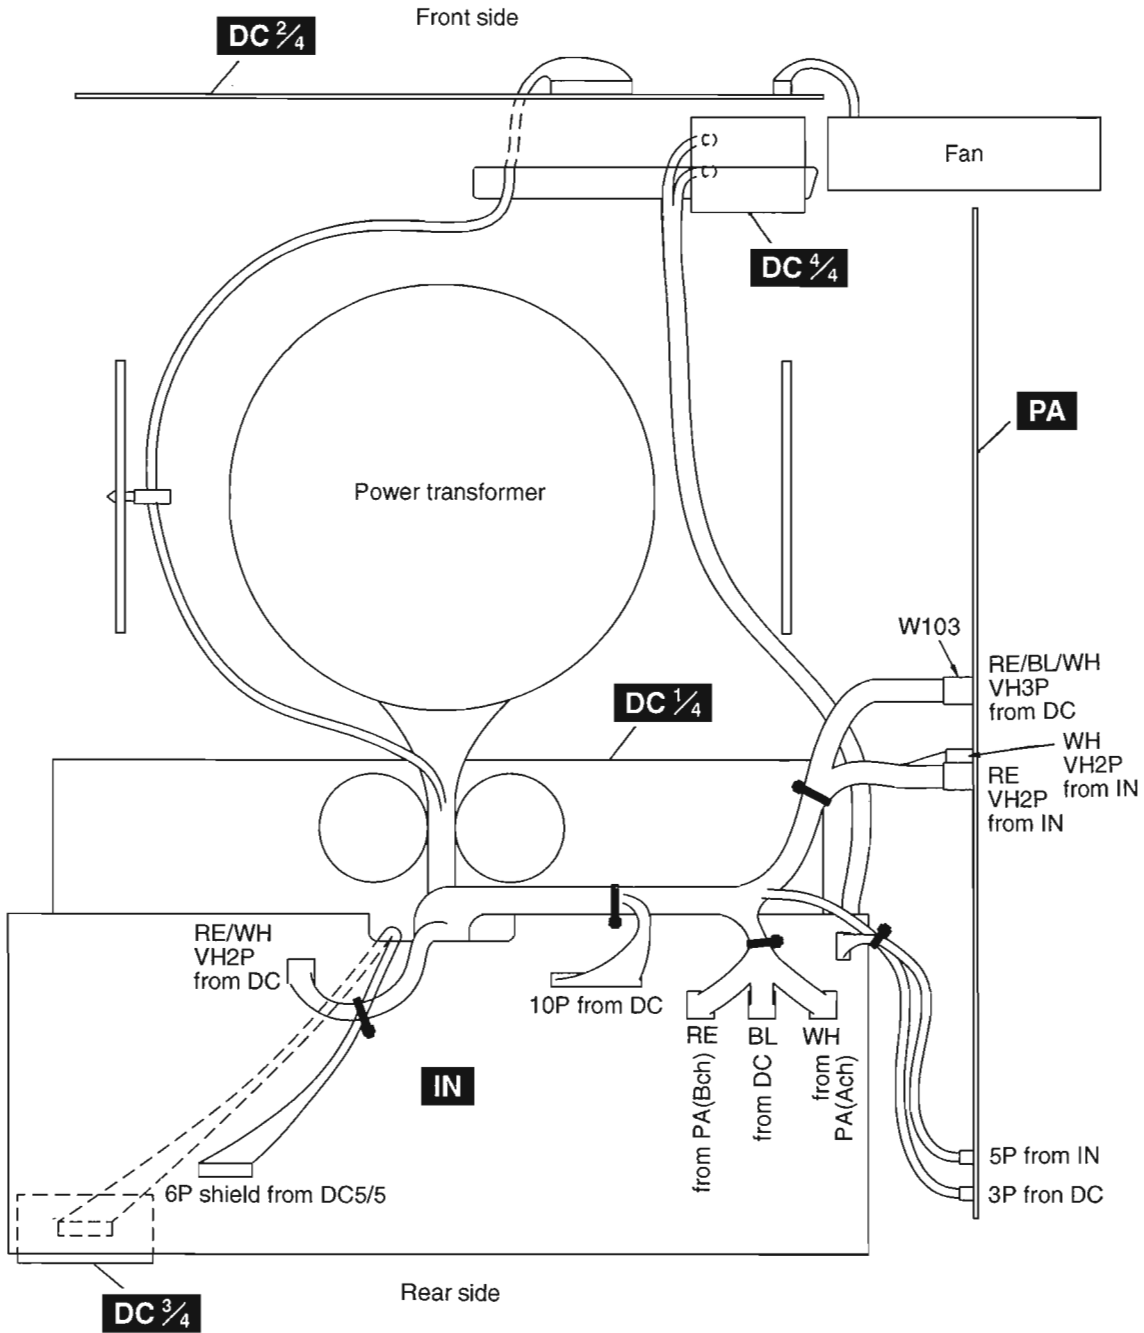 Front side
DC 2/4
Fan
DC 4/4
PA
Power transformer
W103
RE/BL/WH
VH3P
from DC
DC 1/4
WH
VH2P
from IN
RE
VH2P
from IN
RE/WH
VH2P
from DC
10P from DC
RE
from PA(Bch)
BL
from DC
WH
from
PA(Ach)
IN
5P from IN
6P shield from DC5/5
3P fron DC
Rear side
DC 3/4